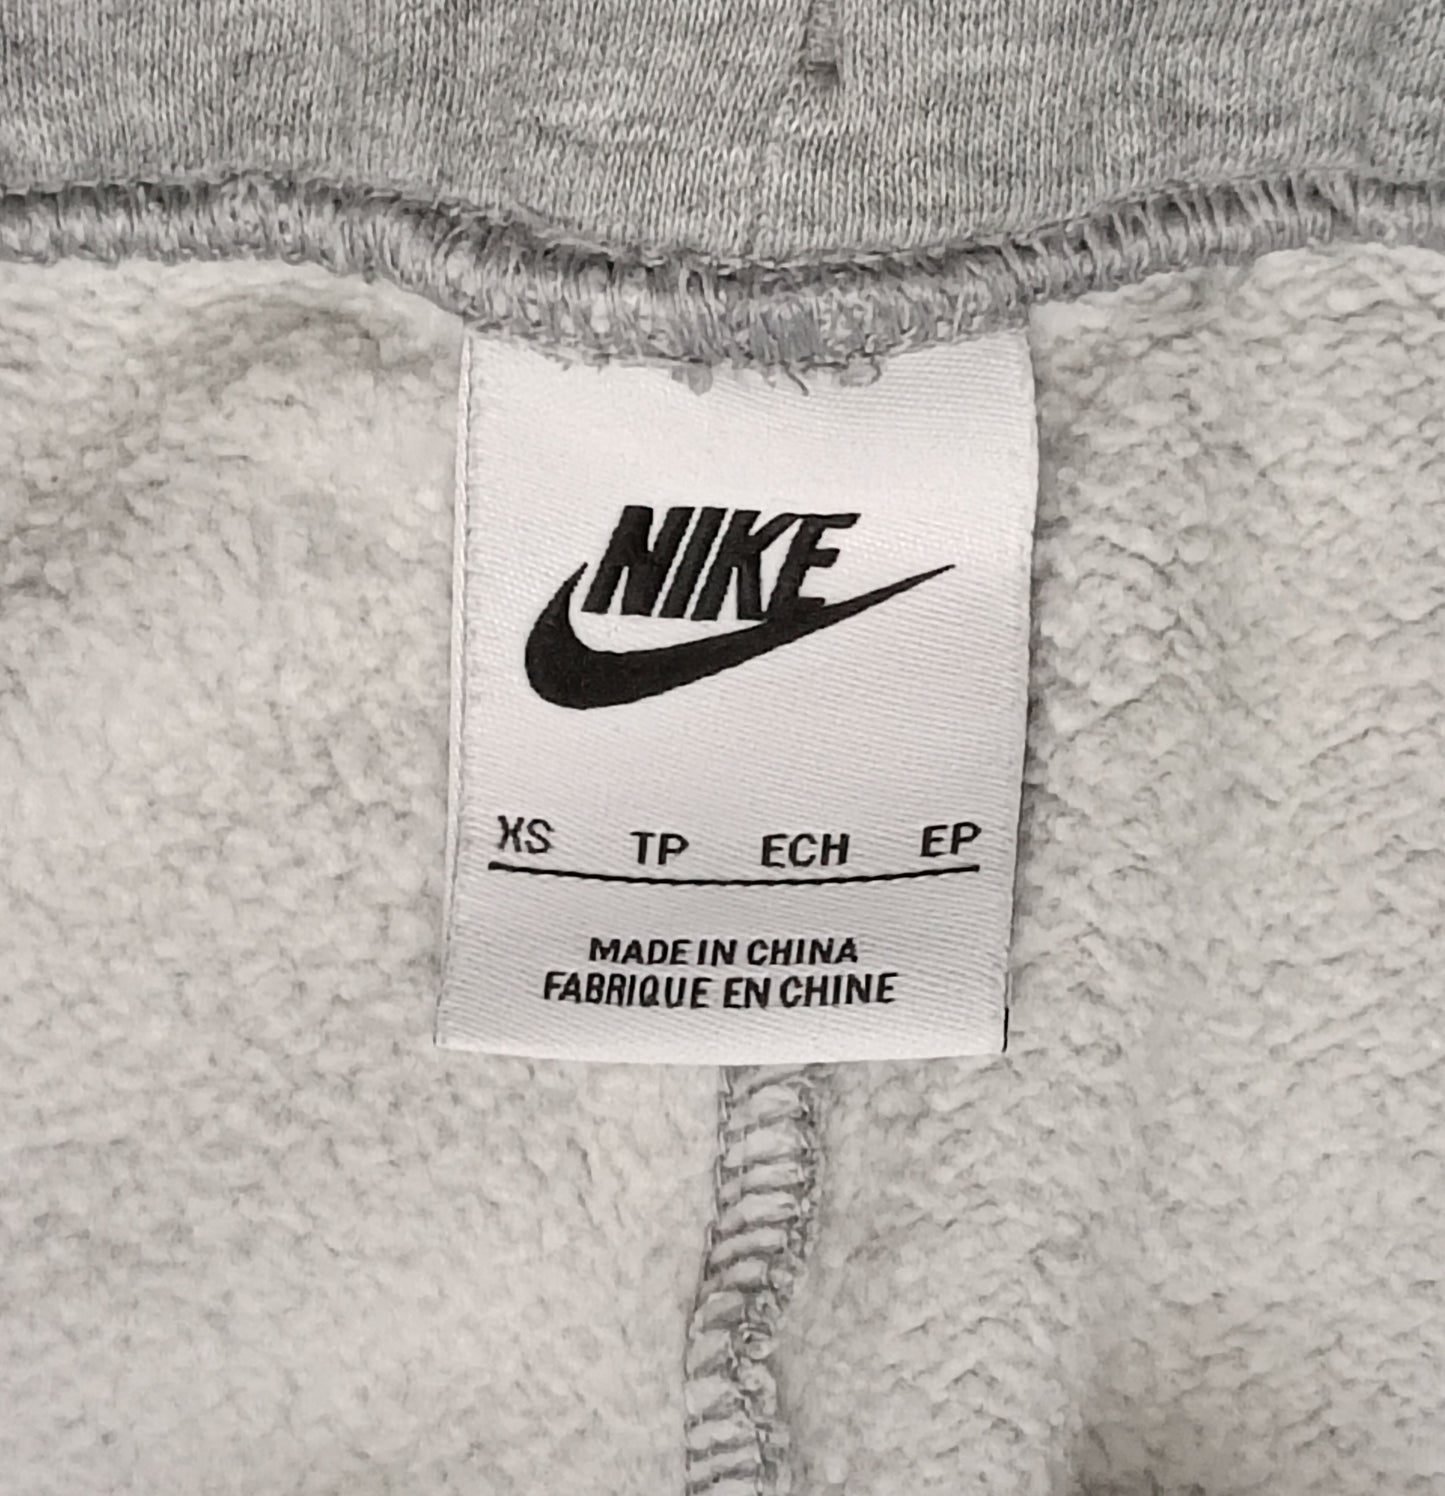 NIKE
XS TP ECH EP
MADE IN CHINA
FABRIQUE EN CHINE